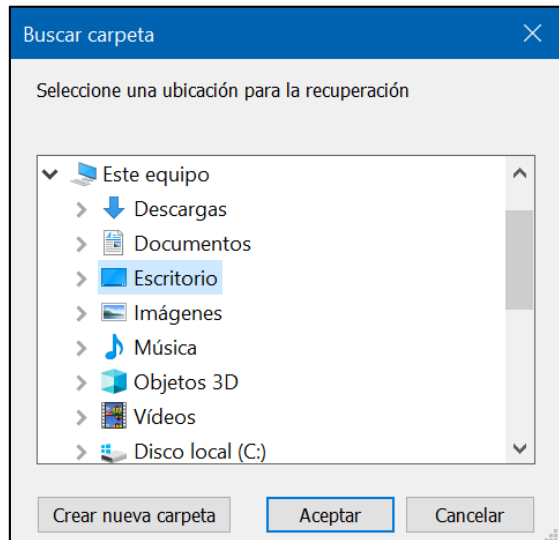 Buscar carpeta
Seleccione una ubicación para la recuperación
Este equipo
Descargas
Documentos
Escritorio
Imágenes
Música
Objetos 3D
Vídeos
Disco local (C:)
Crear nueva carpeta Aceptar Cancelar